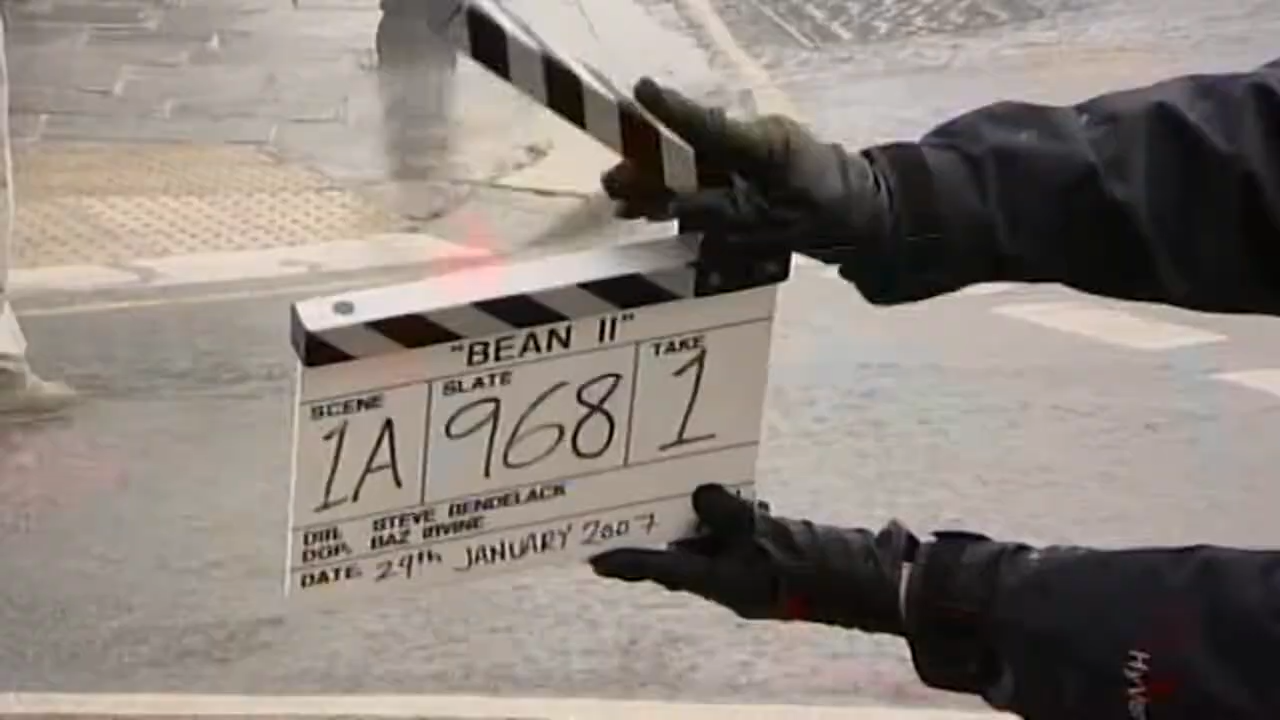 "BEAN II"
SCENE SLATE TAKE
1A 968 1
DIR. STEVE BENDELACK
DOP. BAZ IRVINE
DATE 29th JANUARY 2007